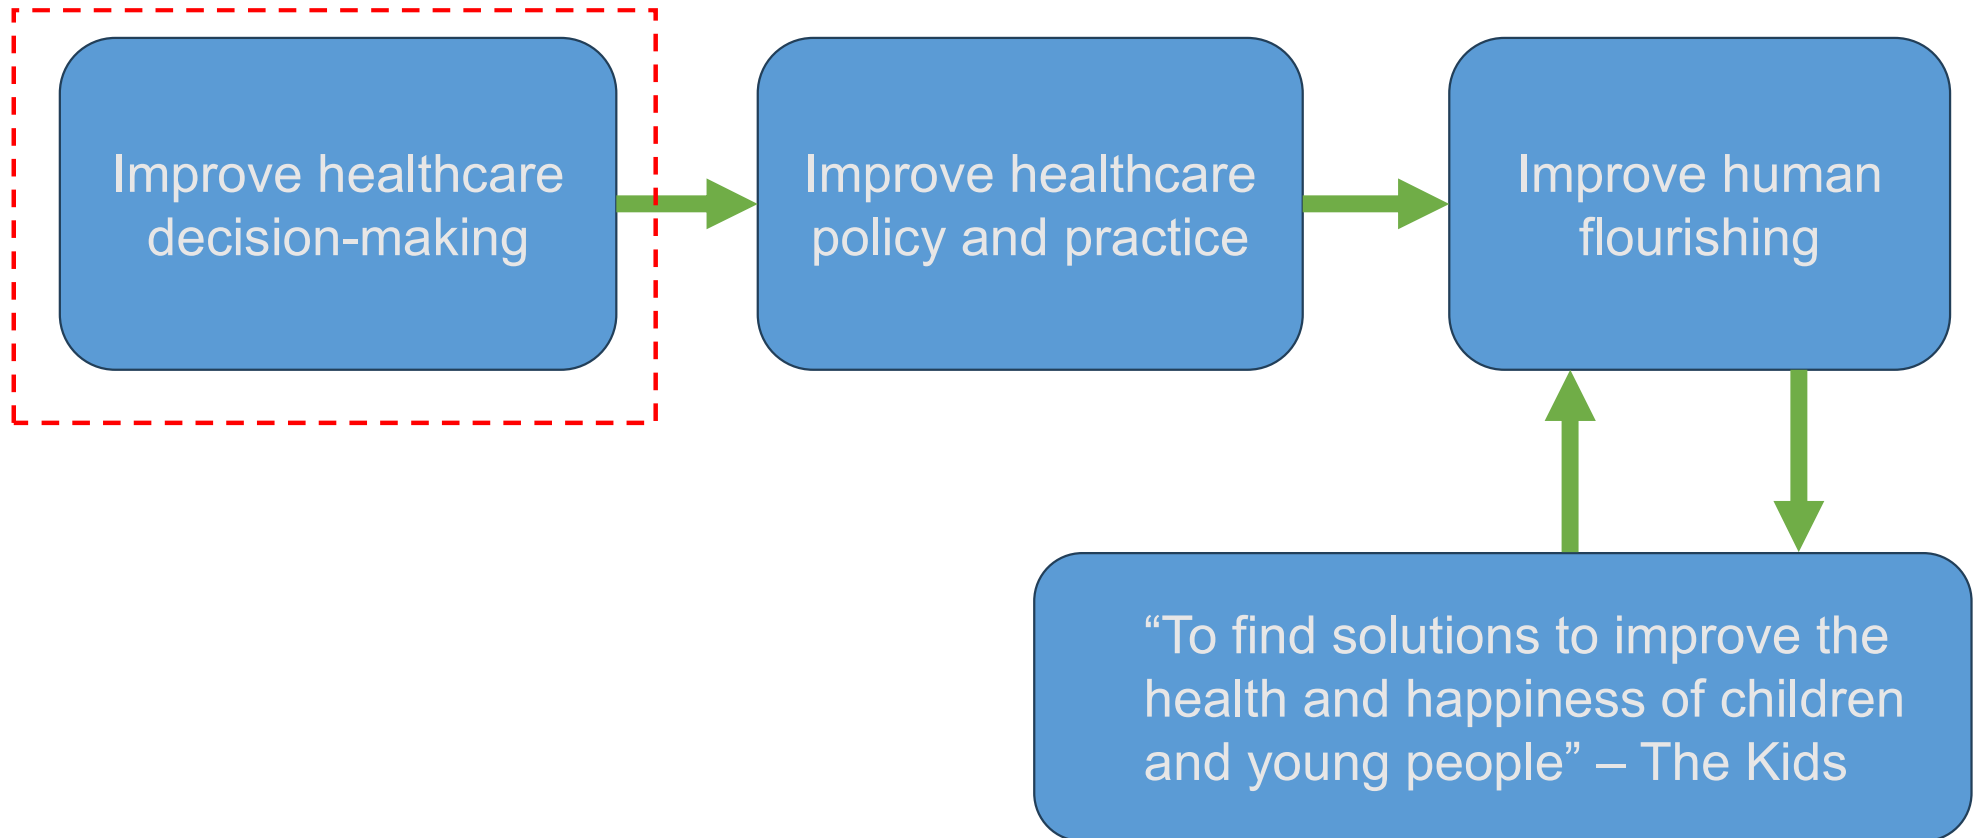 Improve healthcare
decision-making
Improve healthcare
policy and practice
Improve human
flourishing
“To find solutions to improve the
health and happiness of children
and young people” – The Kids